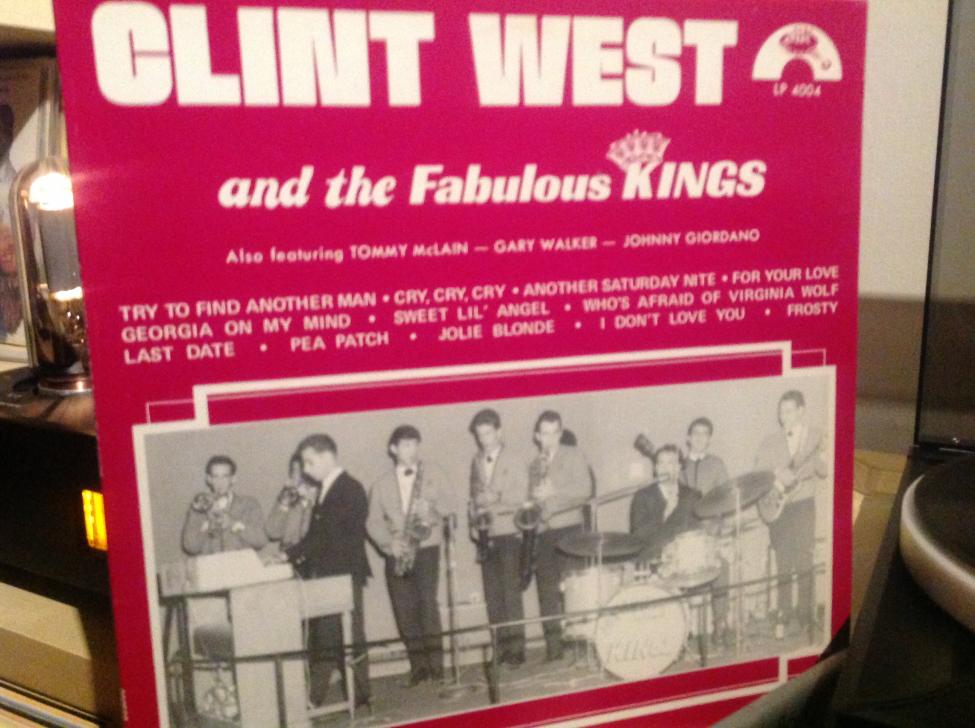 CLINT WEST
LP 4004
and the Fabulous KINGS
Also featuring TOMMY McLAIN — GARY WALKER — JOHNNY GIORDANO
TRY TO FIND ANOTHER MAN • CRY, CRY, CRY • ANOTHER SATURDAY NITE • FOR YOUR LOVE
GEORGIA ON MY MIND • SWEET LIL' ANGEL • WHO'S AFRAID OF VIRGINIA WOLF
LAST DATE • PEA PATCH • JOLIE BLONDE • I DON'T LOVE YOU • FROSTY
KINGS